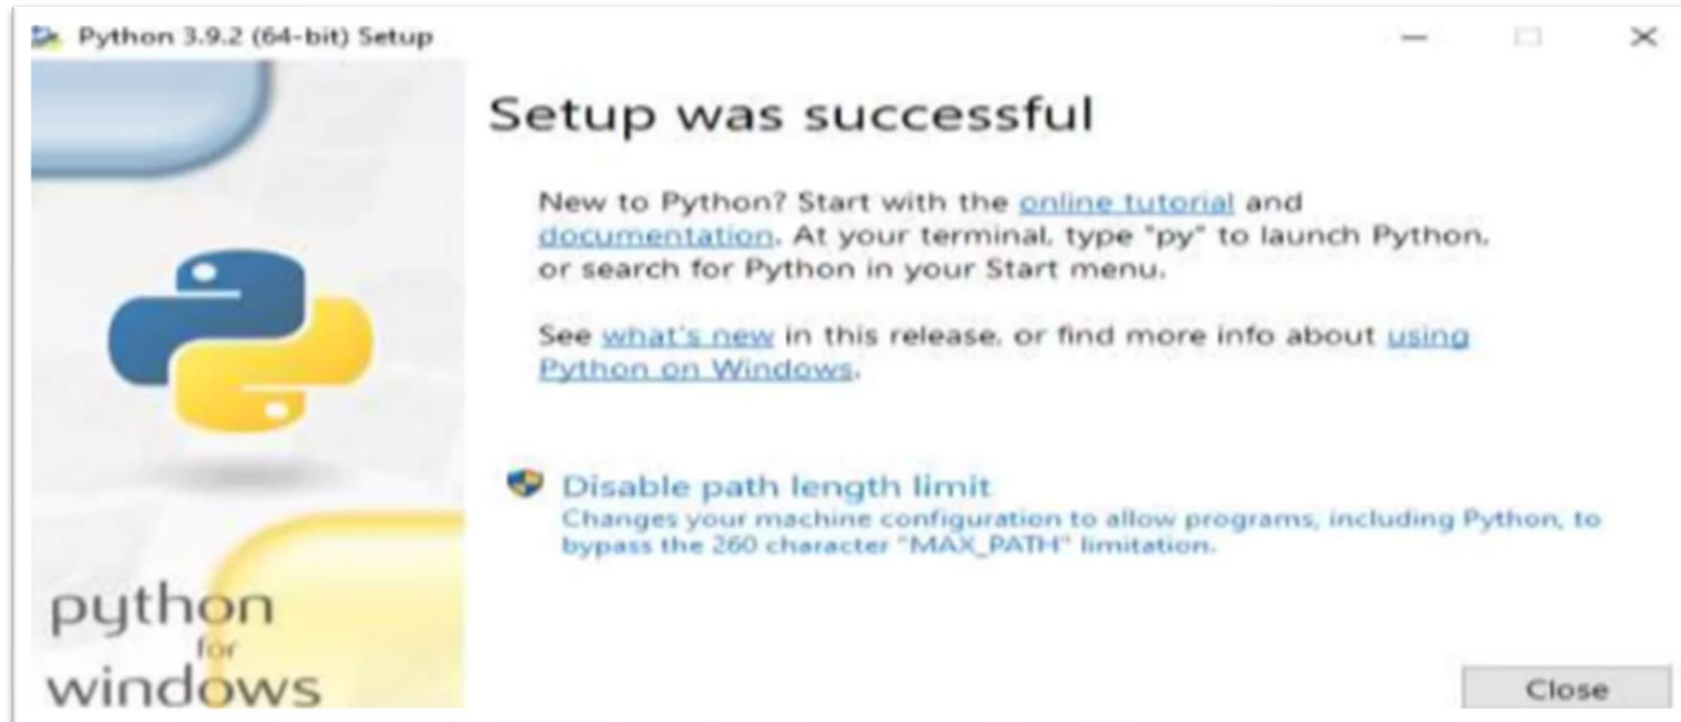 Python 3.9.2 (64-bit) Setup
Setup was successful
New to Python? Start with the online tutorial and
documentation. At your terminal, type "py" to launch Python,
or search for Python in your Start menu.
See what's new in this release, or find more info about using
Python on Windows.
Disable path length limit
Changes your machine configuration to allow programs, including Python, to
bypass the 260 character "MAX_PATH" limitation.
python
for
windows
Close